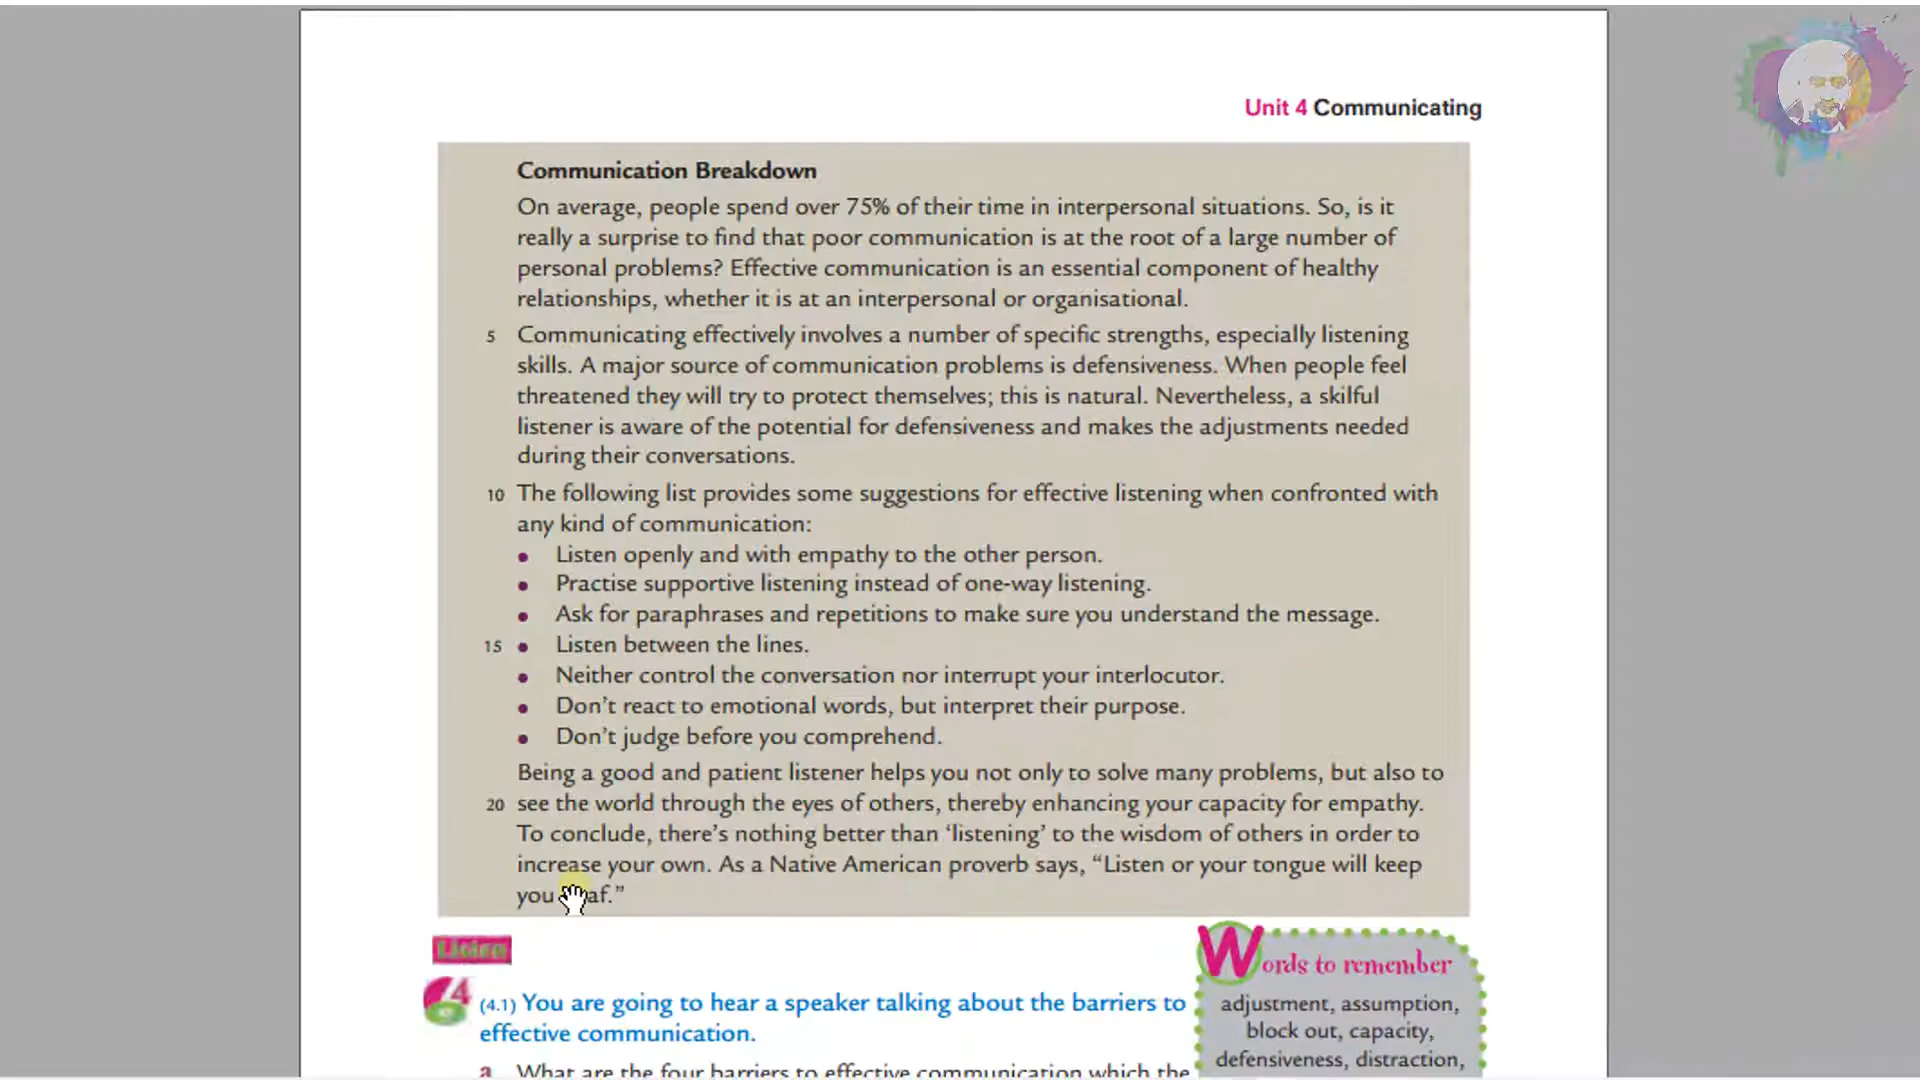 Unit 4 Communicating
Communication Breakdown
On average, people spend over 75% of their time in interpersonal situations. So, is it
really a surprise to find that poor communication is at the root of a large number of
personal problems? Effective communication is an essential component of healthy
relationships, whether it is at an interpersonal or organisational.
5 Communicating effectively involves a number of specific strengths, especially listening
skills. A major source of communication problems is defensiveness. When people feel
threatened they will try to protect themselves; this is natural. Nevertheless, a skilful
listener is aware of the potential for defensiveness and makes the adjustments needed
during their conversations.
10 The following list provides some suggestions for effective listening when confronted with
any kind of communication:
• Listen openly and with empathy to the other person.
• Practise supportive listening instead of one-way listening.
• Ask for paraphrases and repetitions to make sure you understand the message.
15 • Listen between the lines.
• Neither control the conversation nor interrupt your interlocutor.
• Don't react to emotional words, but interpret their purpose.
• Don't judge before you comprehend.
Being a good and patient listener helps you not only to solve many problems, but also to
20 see the world through the eyes of others, thereby enhancing your capacity for empathy.
To conclude, there's nothing better than 'listening' to the wisdom of others in order to
increase your own. As a Native American proverb says, “Listen or your tongue will keep
you
Listen
4 (4.1) You are going to hear a speaker talking about the barriers to
effective communication.
a What are the four barriers to effective communication which the
Words to remember
adjustment, assumption,
block out, capacity,
defensiveness, distraction,